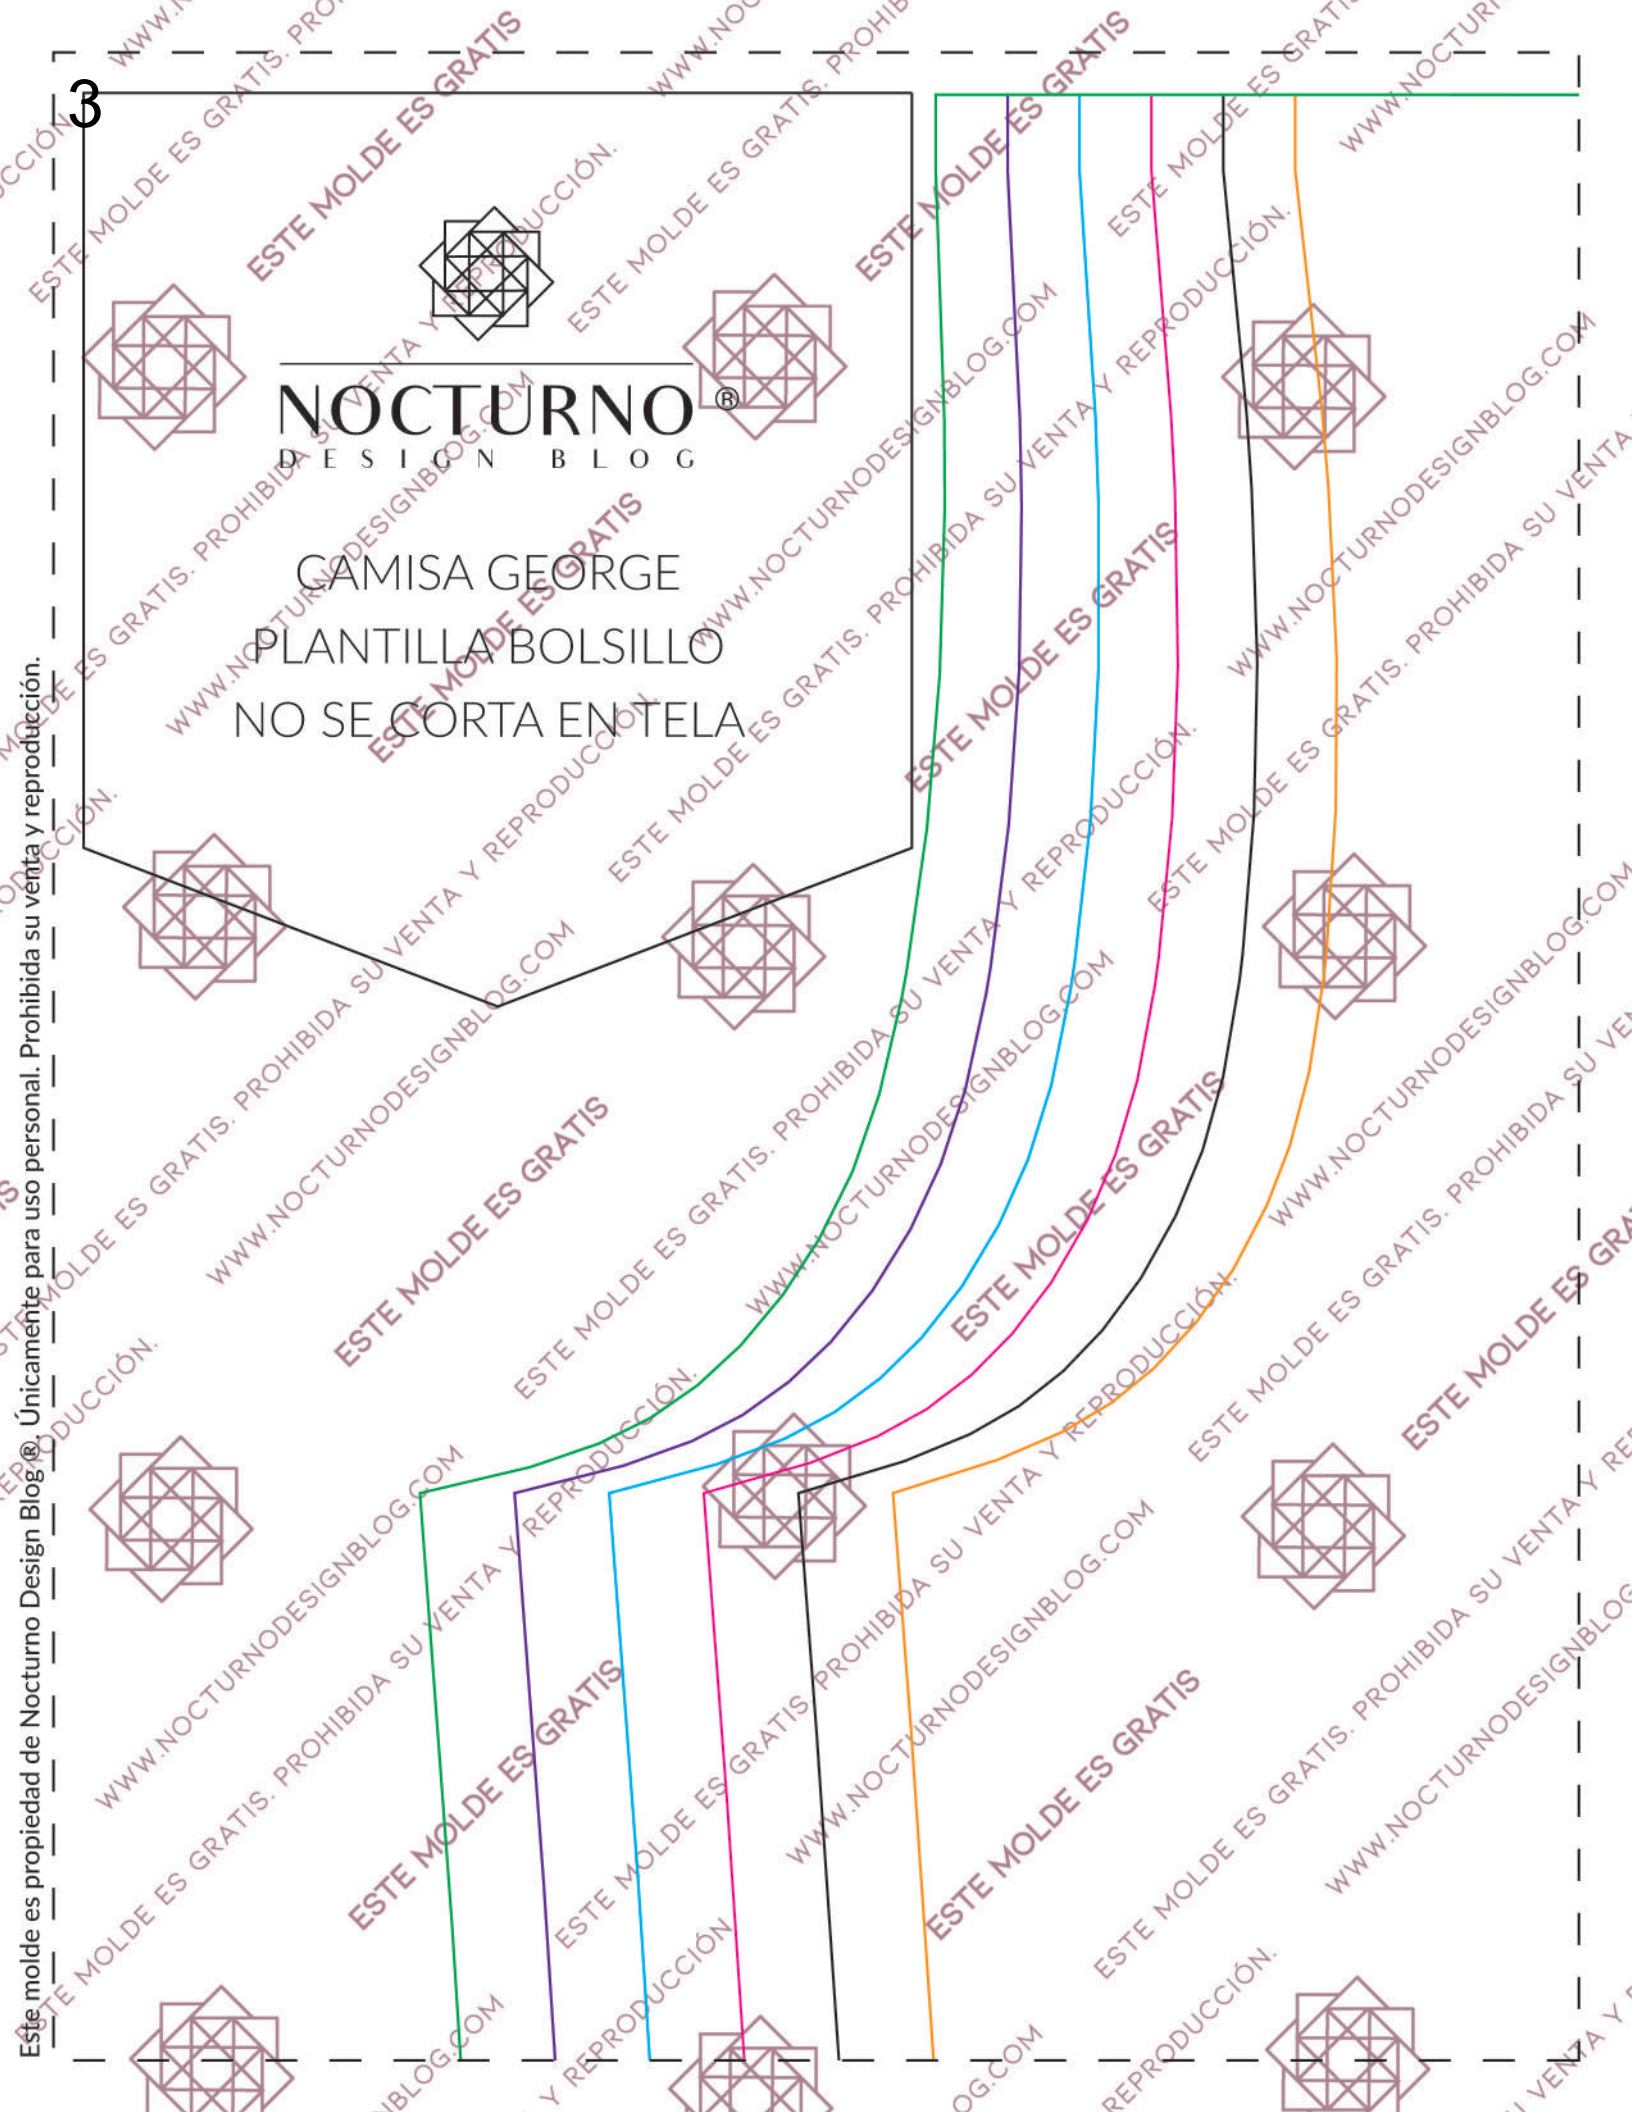 3
NOCTURNO ®
DESIGN BLOG
CAMISA GEORGE
PLANTILLA BOLSILLO
NO SE CORTA EN TELA
Este molde es propiedad de Nocturno Design Blog ®. Únicamente para uso personal. Prohibida su venta y reproducción.
ESTE MOLDE ES GRATIS
ESTE MOLDE ES GRATIS. PROHIBIDA SU VENTA Y REPRODUCCIÓN.
WWW.NOCTURNODESIGNBLOG.COM